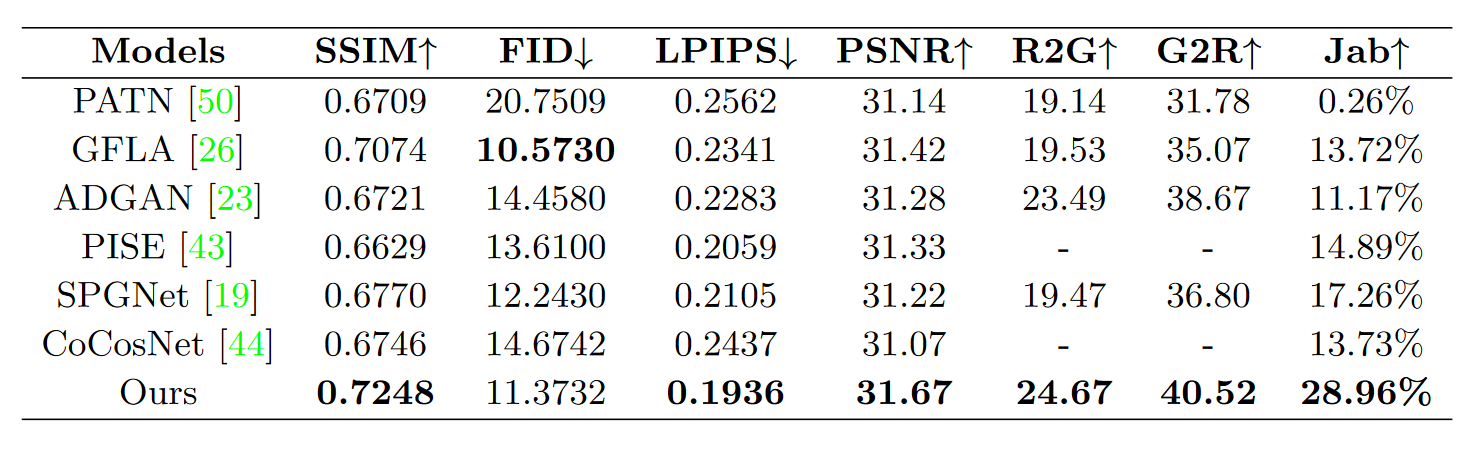 Models SSIM↑ FID↓ LPIPS↓ PSNR↑ R2G↑ G2R↑ Jab↑
PATN [50] 0.6709 20.7509 0.2562 31.14 19.14 31.78 0.26%
GFLA [26] 0.7074 10.5730 0.2341 31.42 19.53 35.07 13.72%
ADGAN [23] 0.6721 14.4580 0.2283 31.28 23.49 38.67 11.17%
PISE [43] 0.6629 13.6100 0.2059 31.33 - - 14.89%
SPGNet [19] 0.6770 12.2430 0.2105 31.22 19.47 36.80 17.26%
CoCosNet [44] 0.6746 14.6742 0.2437 31.07 - - 13.73%
Ours 0.7248 11.3732 0.1936 31.67 24.67 40.52 28.96%